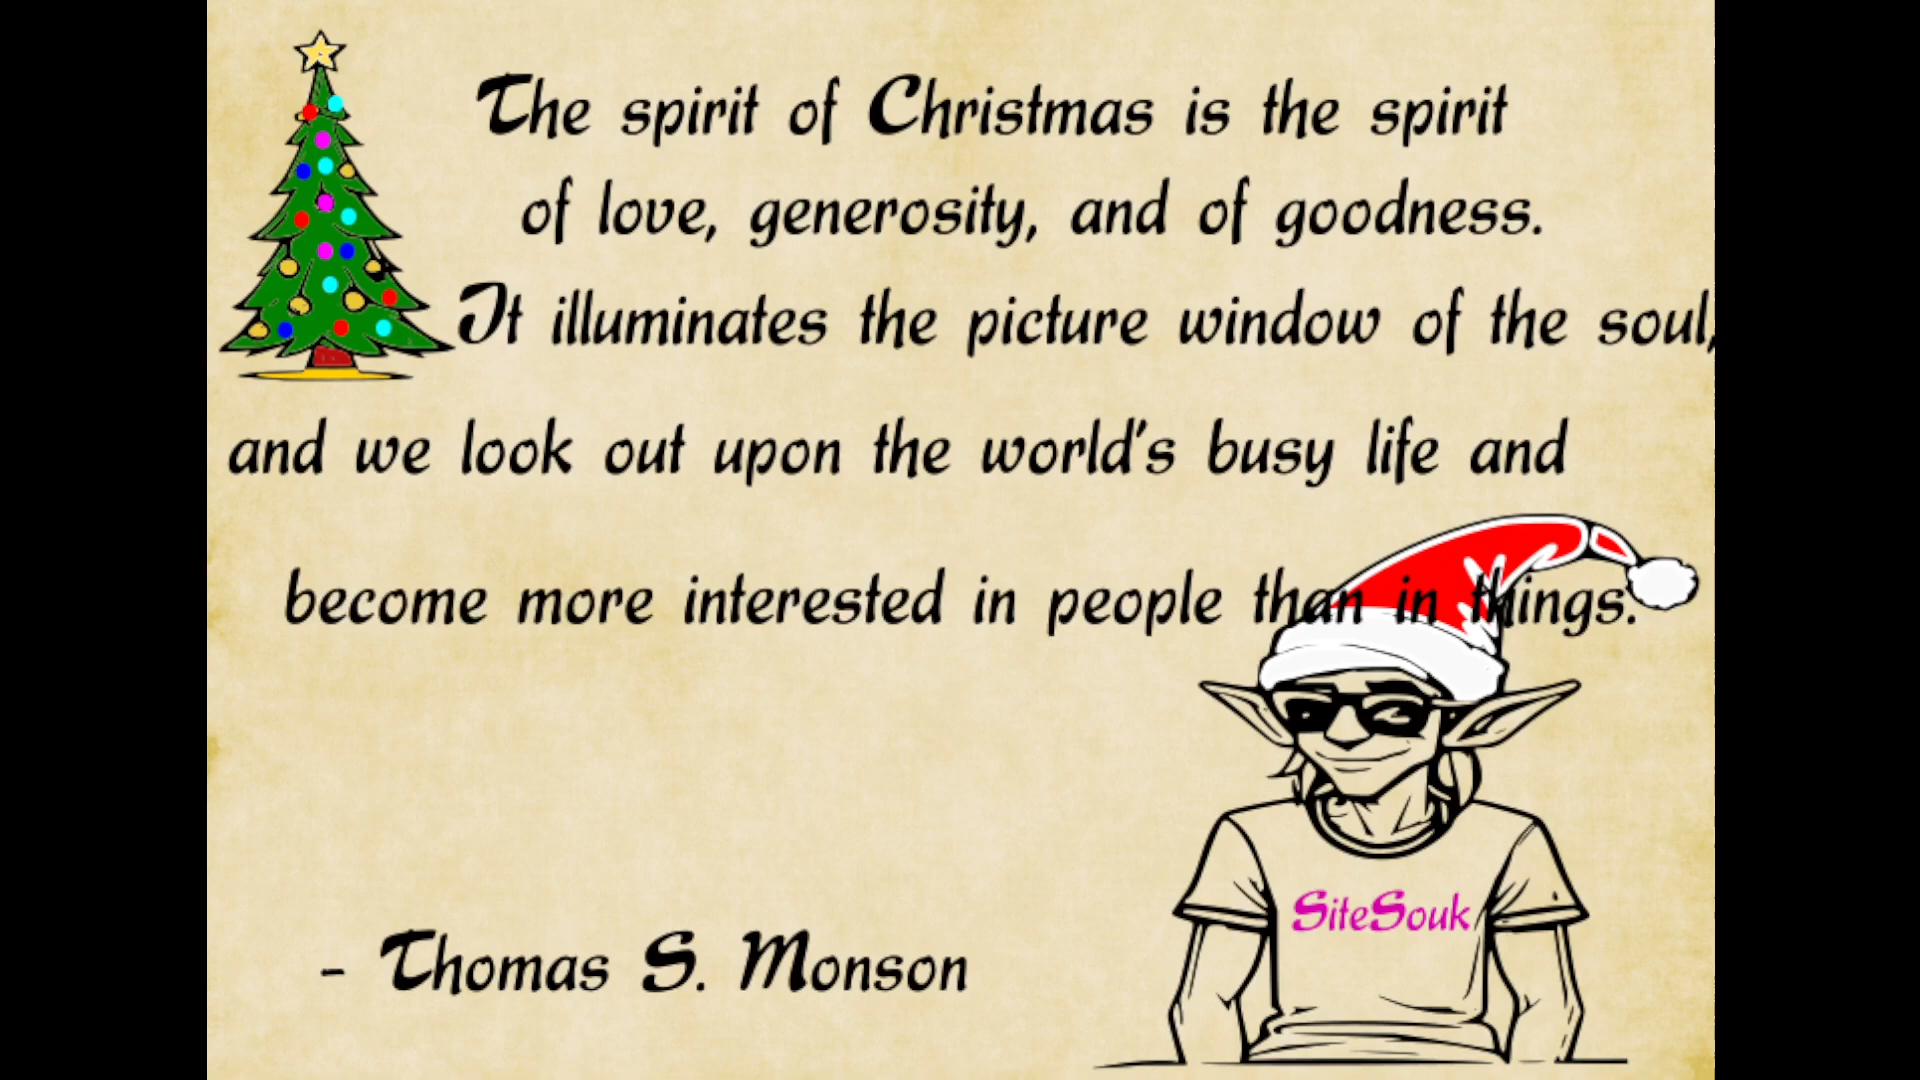 The spirit of Christmas is the spirit
of love, generosity, and of goodness.
It illuminates the picture window of the soul,
and we look out upon the world's busy life and
become more interested in people than in things.
SiteSouk
- Thomas S. Monson